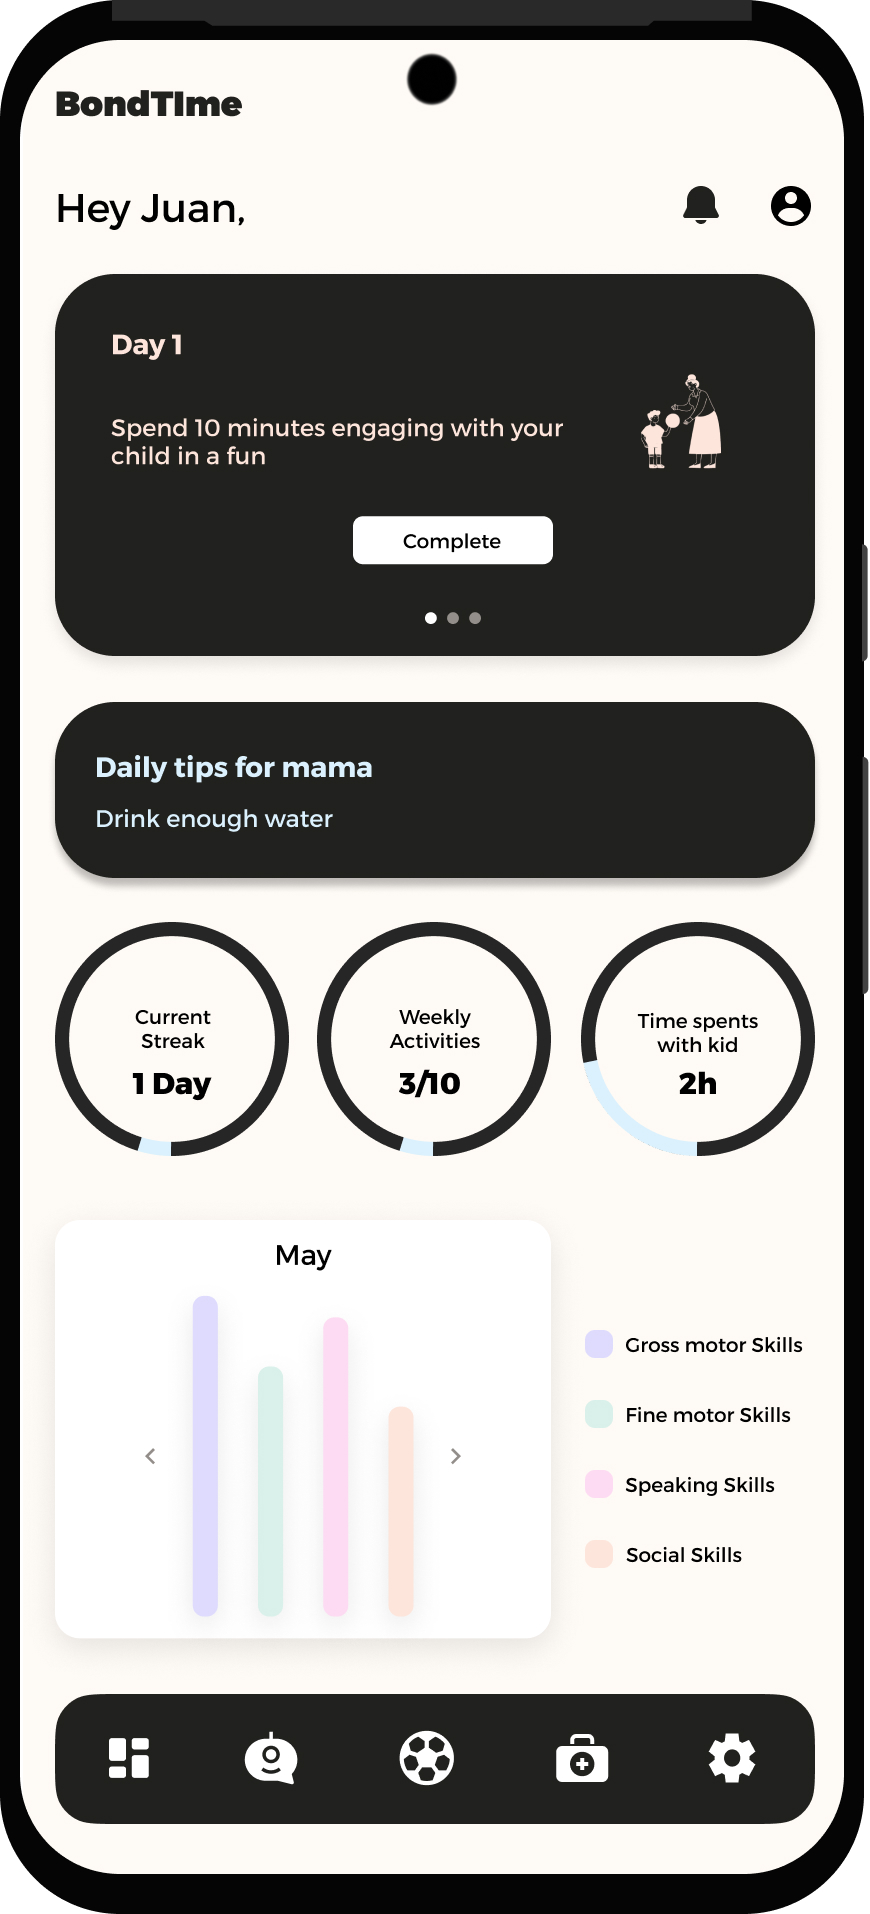 BondTIme
Hey Juan,
Day 1
Spend 10 minutes engaging with your
child in a fun
Complete
Daily tips for mama
Drink enough water
Current
Streak
1 Day
Weekly
Activities
3/10
Time spents
with kid
2h
May
Gross motor Skills
Fine motor Skills
Speaking Skills
Social Skills